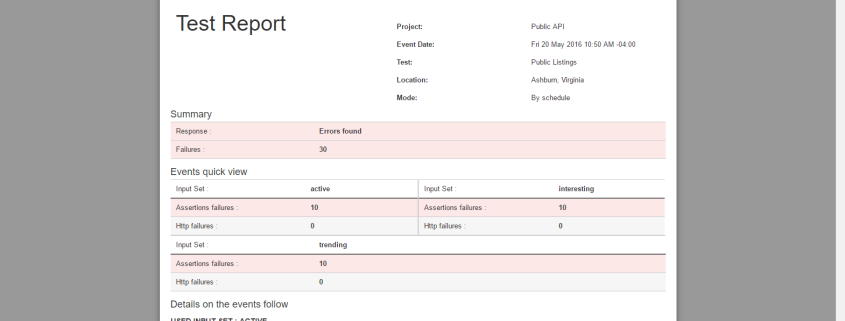 Test Report
Project: Public API
Event Date: Fri 20 May 2016 10:50 AM -04:00
Test: Public Listings
Location: Ashburn, Virginia
Mode: By schedule
Summary
Response : Errors found
Failures : 30
Events quick view
Input Set : active Input Set : interesting
Assertions failures : 10 Assertions failures : 10
Http failures : 0 Http failures : 0
Input Set : trending
Assertions failures : 10
Http failures : 0
Details on the events follow
USED INPUT SET : ACTIVE